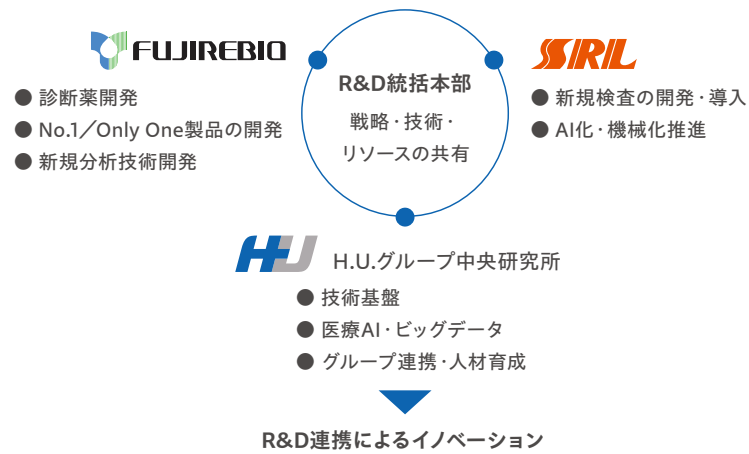 FUJIREBIO
● 診断薬開発
● No.1／Only One製品の開発
● 新規分析技術開発
R&D統括本部
戦略・技術・
リソースの共有
SRL
● 新規検査の開発・導入
● AI化・機械化推進
HU H.U.グループ中央研究所
● 技術基盤
● 医療AI・ビッグデータ
● グループ連携・人材育成
R&D連携によるイノベーション